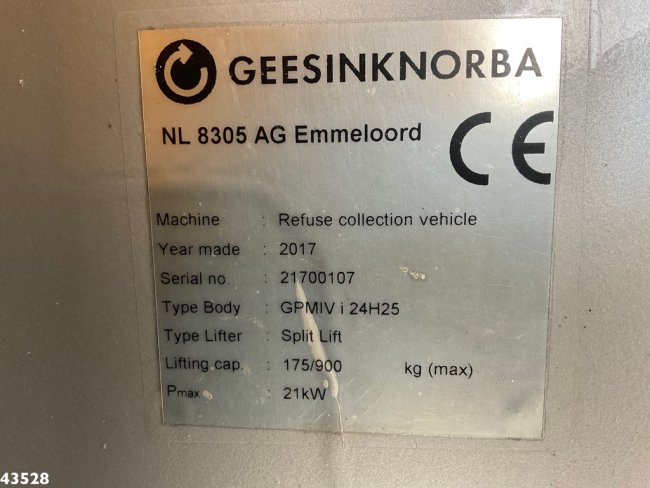 GEESINKNORBA
NL 8305 AG Emmeloord CE
Machine : Refuse collection vehicle
Year made : 2017
Serial no. : 21700107
Type Body : GPMIV i 24H25
Type Lifter : Split Lift
Lifting cap. : 175/900 kg (max)
Pmax : 21kW
43528